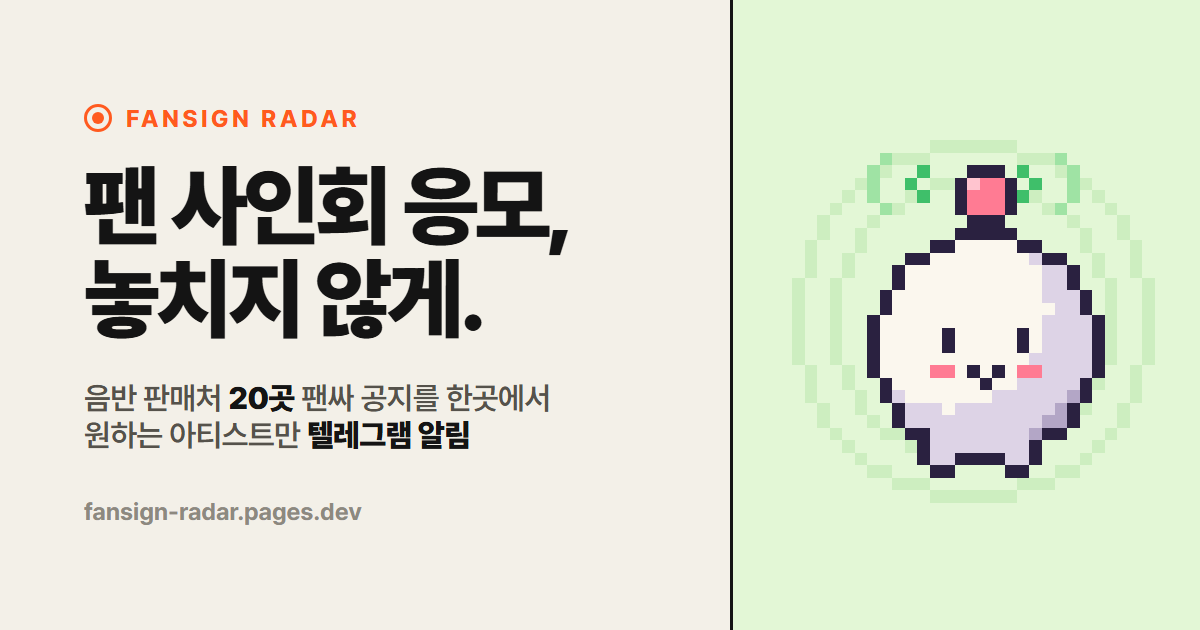 FANSIGN RADAR
팬 사인회 응모,
놓치지 않게.
음반 판매처 20곳 팬싸 공지를 한곳에서
원하는 아티스트만 텔레그램 알림
fansign-radar.pages.dev